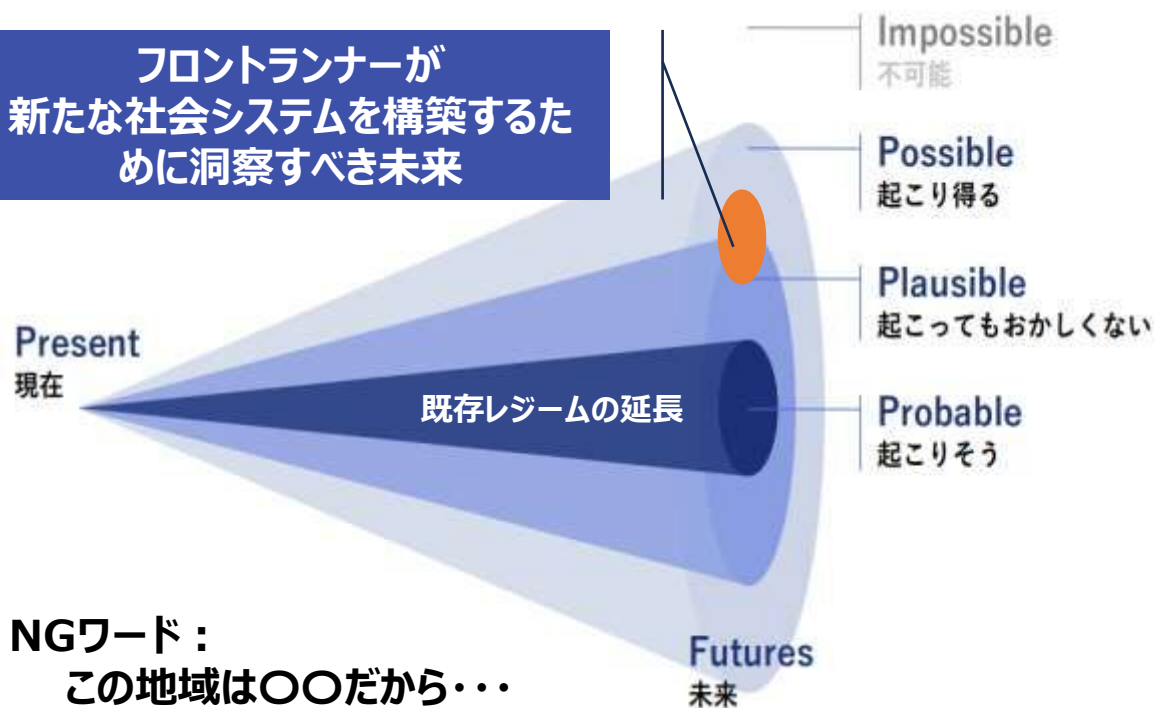 フロントランナーが
新たな社会システムを構築するた
めに洞察すべき未来
Impossible
不可能
Possible
起こり得る
Plausible
起こってもおかしくない
Present
現在
既存レジームの延長
Probable
起こりそう
NGワード：
この地域は〇〇だから・・・
Futures
未来